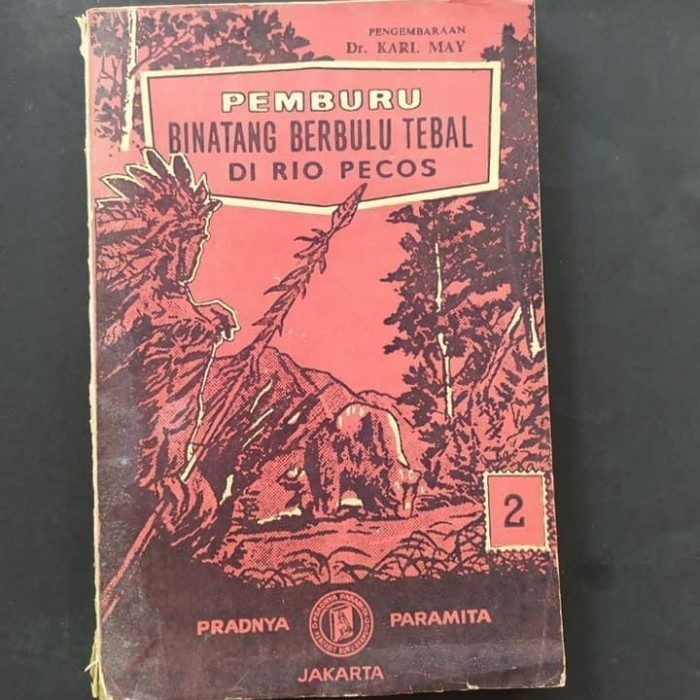 PENGEMBARAAN
Dr. KARL MAY
PEMBURU
BINATANG BERBULU TEBAL
DI RIO PECOS
2
PRADNYA PARAMITA
JAKARTA